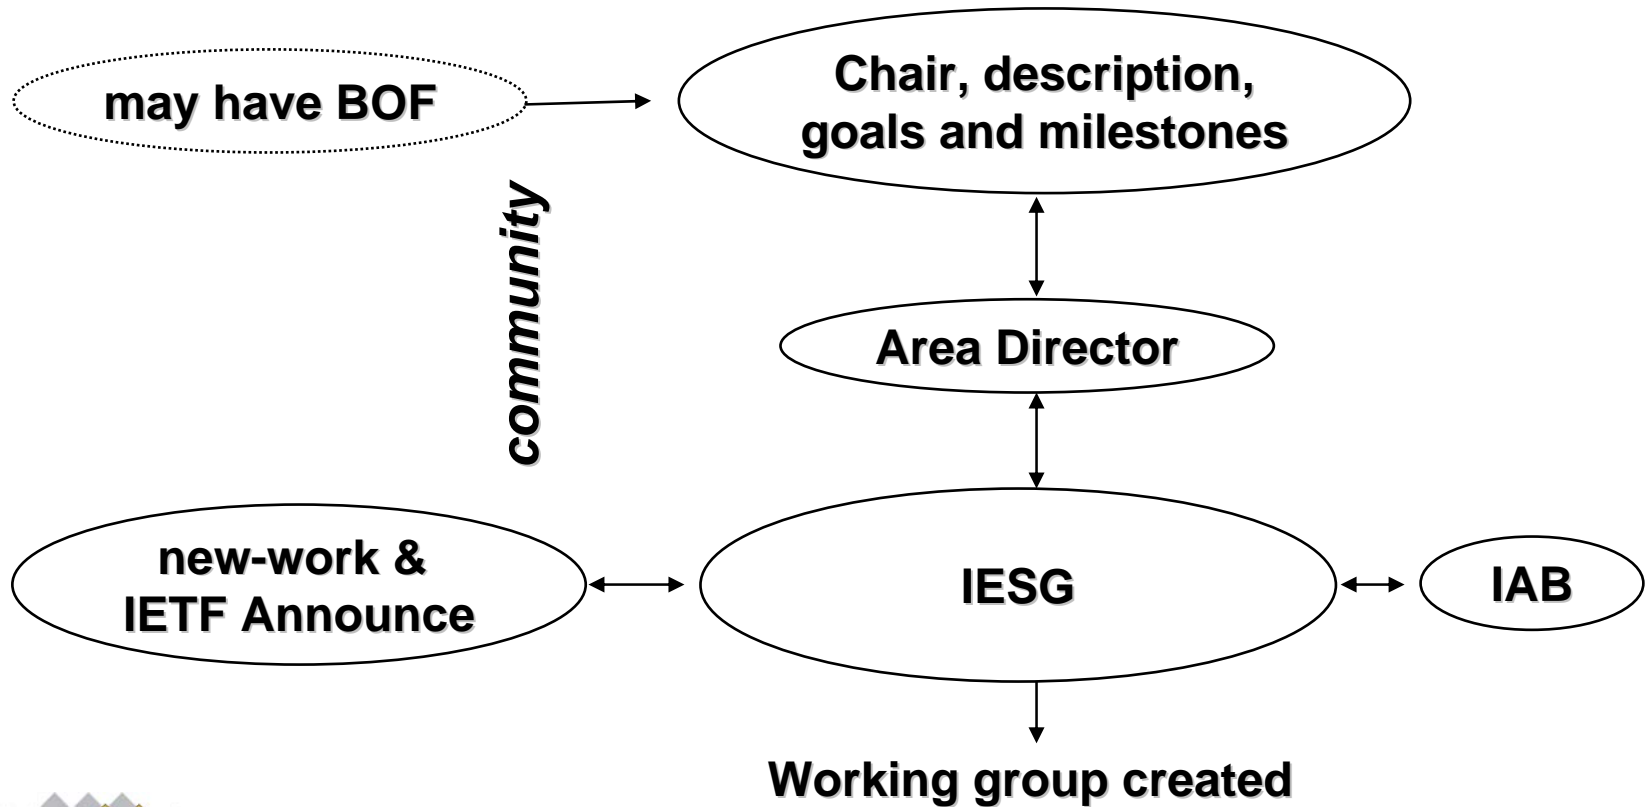 may have BOF
Chair, description,
goals and milestones
community
Area Director
new-work &
IETF Announce
IESG
IAB
Working group created